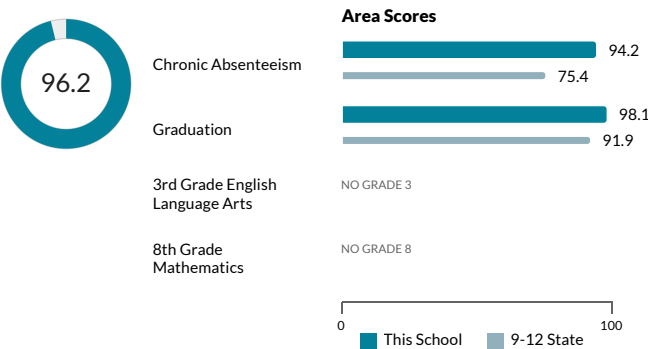 Area Scores
96.2
Chronic Absenteeism
94.2
75.4
Graduation
98.1
91.9
3rd Grade English
Language Arts
NO GRADE 3
8th Grade
Mathematics
NO GRADE 8
0
100
This School
9-12 State